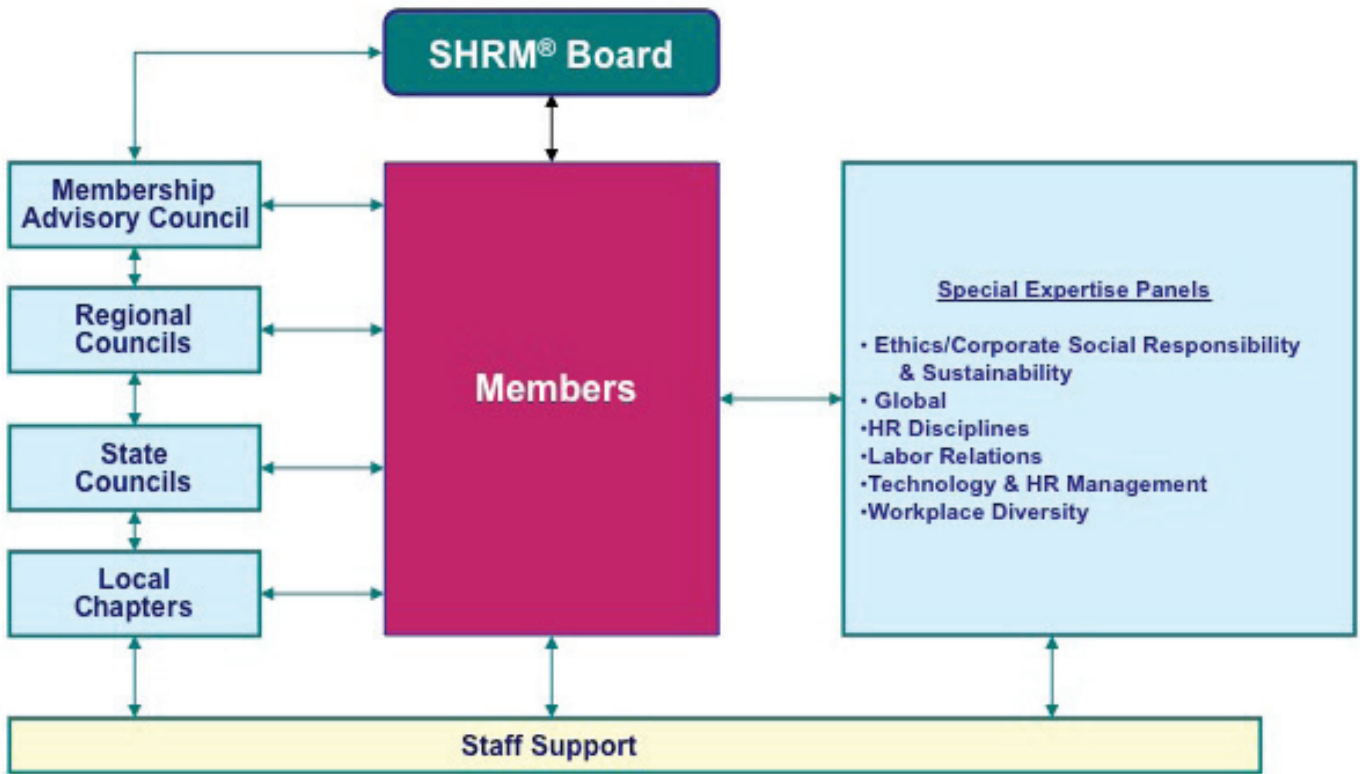 SHRM® Board
Membership
Advisory Council
Regional
Councils
State
Councils
Local
Chapters
Members
Special Expertise Panels
· Ethics/Corporate Social Responsibility
& Sustainability
· Global
·HR Disciplines
·Labor Relations
·Technology & HR Management
·Workplace Diversity
Staff Support